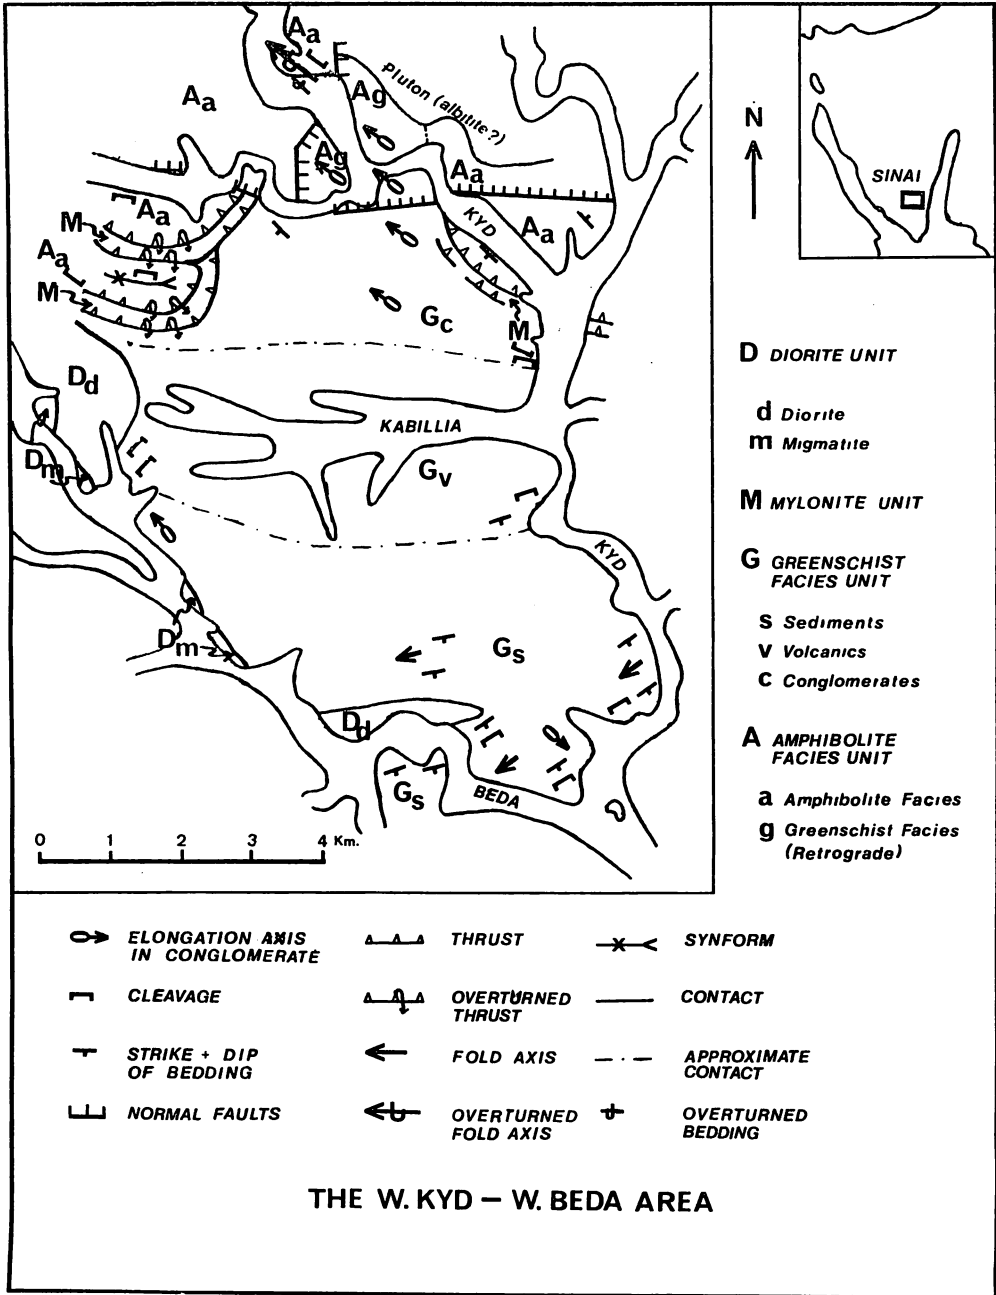 Aa
F
Pluton (albitite?)
Aa
Ag
Ag
Aa
Aa
KYD
Aa
M
Aa
M
Gc
M
Dd
KABILLIA
Gv
Dm
KYD
Dm
Gs
Dd
Gs
BEDA
0 1 2 3 4 Km.
N
SINAI
D DIORITE UNIT
d Diorite
m Migmatite
M MYLONITE UNIT
G GREENSCHIST
FACIES UNIT
s Sediments
v Volcanics
c Conglomerates
A AMPHIBOLITE
FACIES UNIT
a Amphibolite Facies
g Greenschist Facies
(Retrograde)
ELONGATION AXIS
IN CONGLOMERATE
CLEAVAGE
STRIKE + DIP
OF BEDDING
NORMAL FAULTS
THRUST
OVERTURNED
THRUST
FOLD AXIS
OVERTURNED
FOLD AXIS
SYNFORM
CONTACT
APPROXIMATE
CONTACT
OVERTURNED
BEDDING
THE W. KYD — W. BEDA AREA